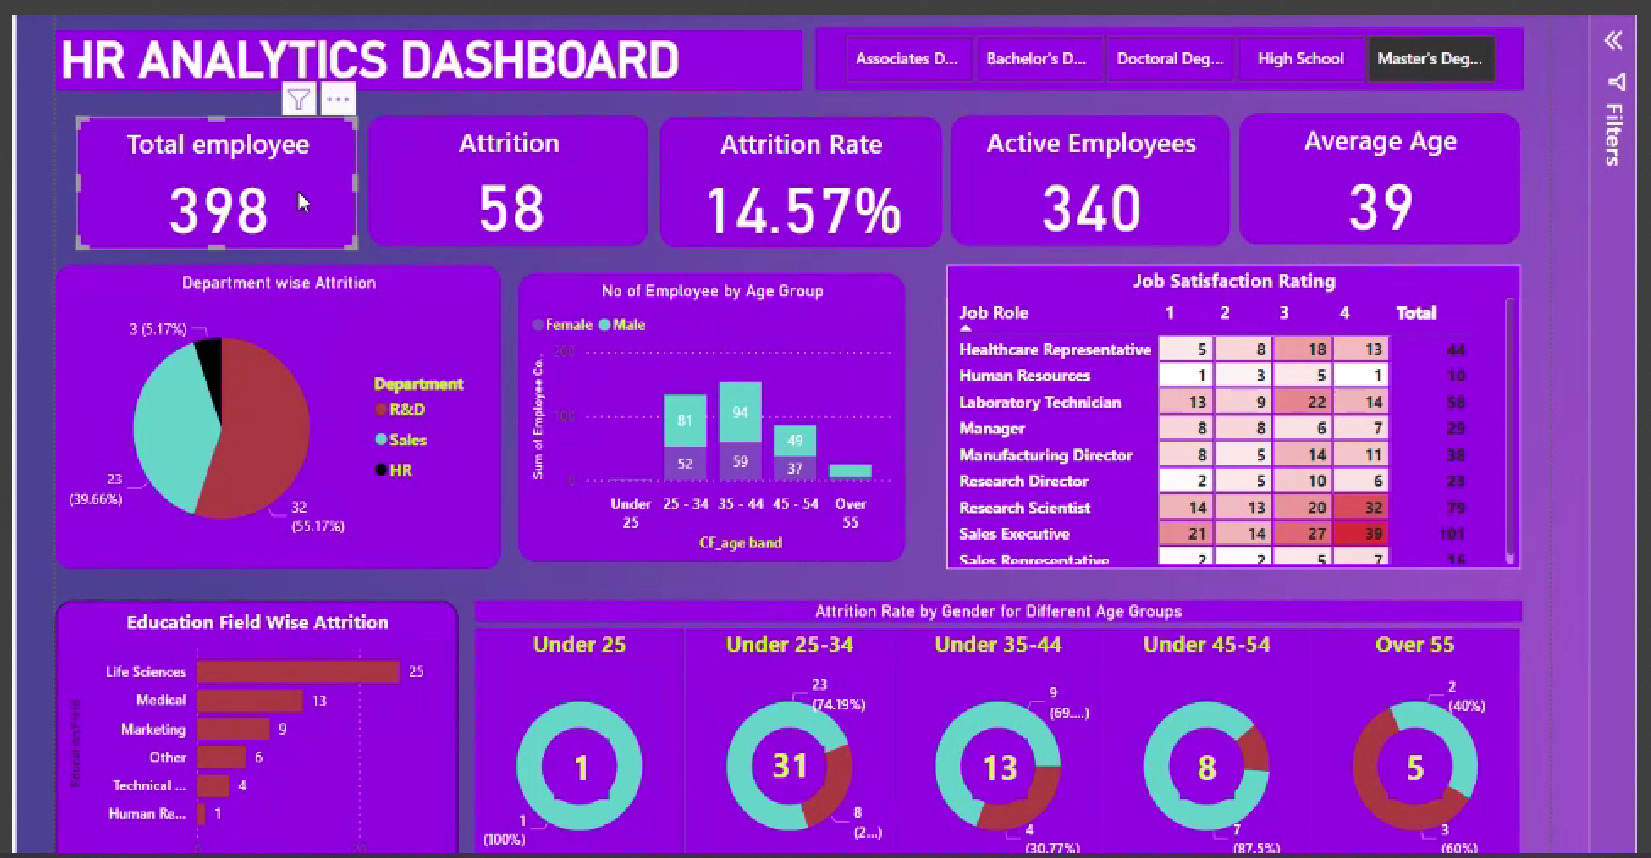 HR ANALYTICS DASHBOARD
Associates D...
Bachelor's D...
Doctoral Deg...
High School
Master's Deg...
Filters
Total employee
398
Attrition
58
Attrition Rate
14.57%
Active Employees
340
Average Age
39
Department wise Attrition
3 (5.17%)
23
(39.66%)
32
(55.17%)
Department
R&D
Sales
HR
No of Employee by Age Group
Female Male
Sum of Employee Co..
200
100
0
81
52
94
59
49
37
Under
25
25 - 34
35 - 44
45 - 54
Over
55
CF_age band
Job Satisfaction Rating
Job Role 1 2 3 4 Total
Healthcare Representative 5 8 18 13 44
Human Resources 1 3 5 1 10
Laboratory Technician 13 9 22 14 58
Manager 8 8 6 7 29
Manufacturing Director 8 5 14 11 38
Research Director 2 5 10 6 23
Research Scientist 14 13 20 32 79
Sales Executive 21 14 27 39 101
Sales Representative 2 2 5 7 16
Education Field Wise Attrition
EducationField
Life Sciences 25
Medical 13
Marketing 9
Other 6
Technical ... 4
Human Re... 1
0 20
Attrition Rate by Gender for Different Age Groups
Under 25
1
1
(100%)
Under 25-34
23
(74.19%)
31
8
(2...)
Under 35-44
9
(69....)
13
4
(30.77%)
Under 45-54
8
7
(87.5%)
Over 55
2
(40%)
5
3
(60%)